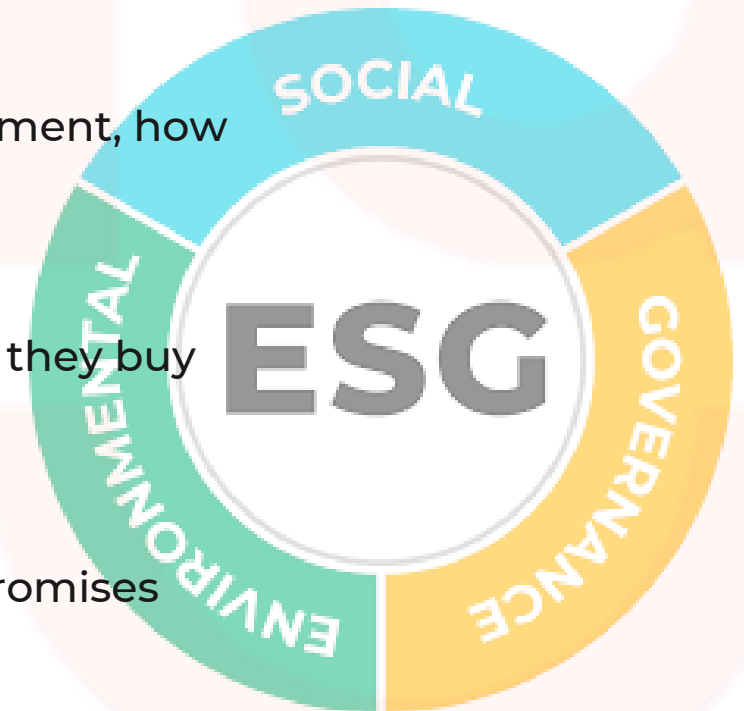 SOCIAL
ment, how
ESG
they buy
ENVIRONMENTAL
GOVERNANCE
romises